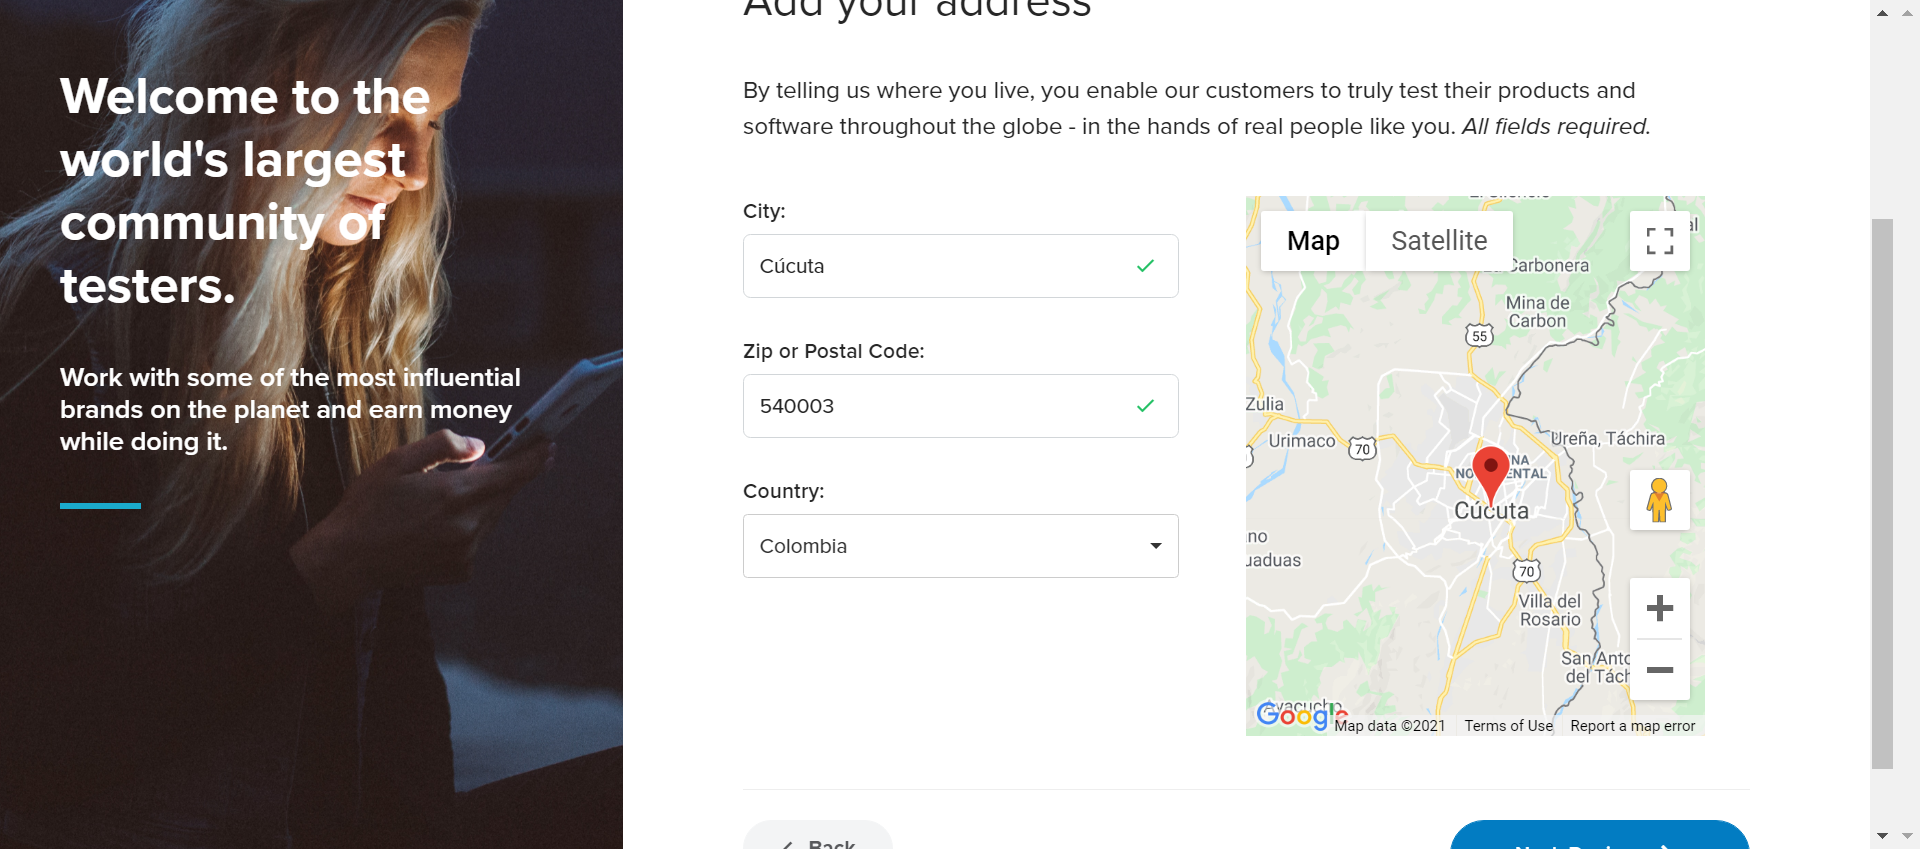 Welcome to the
world's largest
community of
testers.
Work with some of the most influential
brands on the planet and earn money
while doing it.
Add your address
By telling us where you live, you enable our customers to truly test their products and
software throughout the globe - in the hands of real people like you. All fields required.
City:
Cúcuta
Zip or Postal Code:
540003
Country:
Colombia
Map
Satellite
Carbonera
Mina de
Carbon
55
Zulia
Urimaco
70
Ureña, Táchira
Cúcuta
70
Villa del
Rosario
San Anto
del Tách
Ayacucho
Google
Map data ©2021
Terms of Use
Report a map error
Back